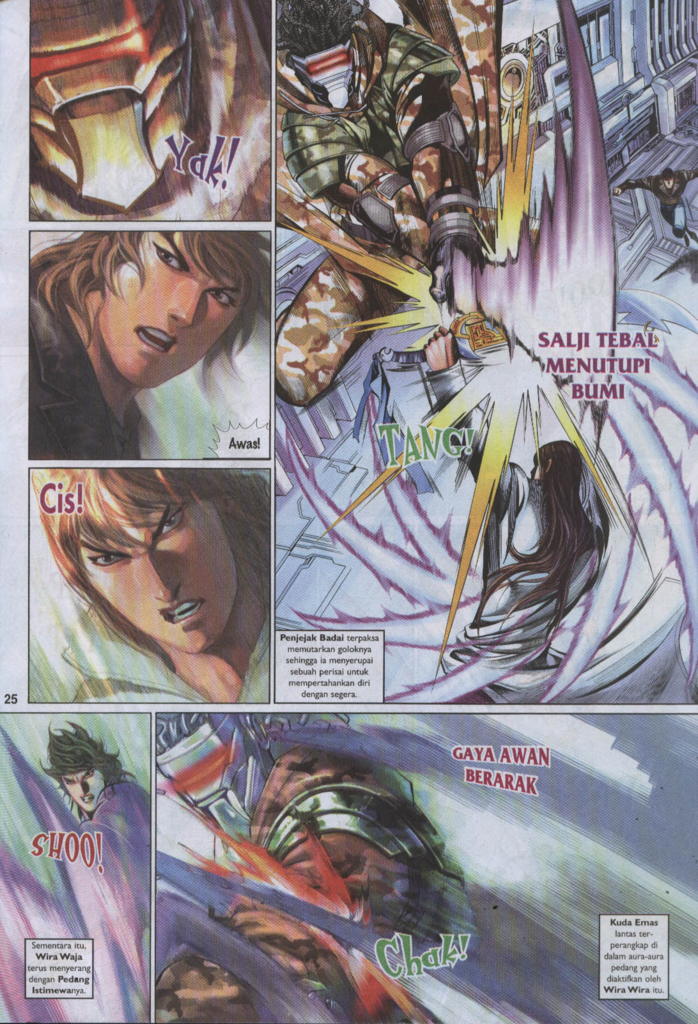 Yak!
Awas!
Cis!
SALJI TEBAL
MENUTUPI
BUMI
TANG!
Penjejak Badai terpaksa
memutarkan goloknya
sehingga ia menyerupai
sebuah perisai untuk
mempertahankan diri
dengan segera.
25
SHOO!
Sementara itu,
Wira Waja
terus menyerang
dengan Pedang
Istimewanya.
GAYA AWAN
BERARAK
Chak!
Kuda Emas
lantas ter-
perangkap di
dalam aura-aura
pedang yang
diaktifkan oleh
Wira Wira itu.